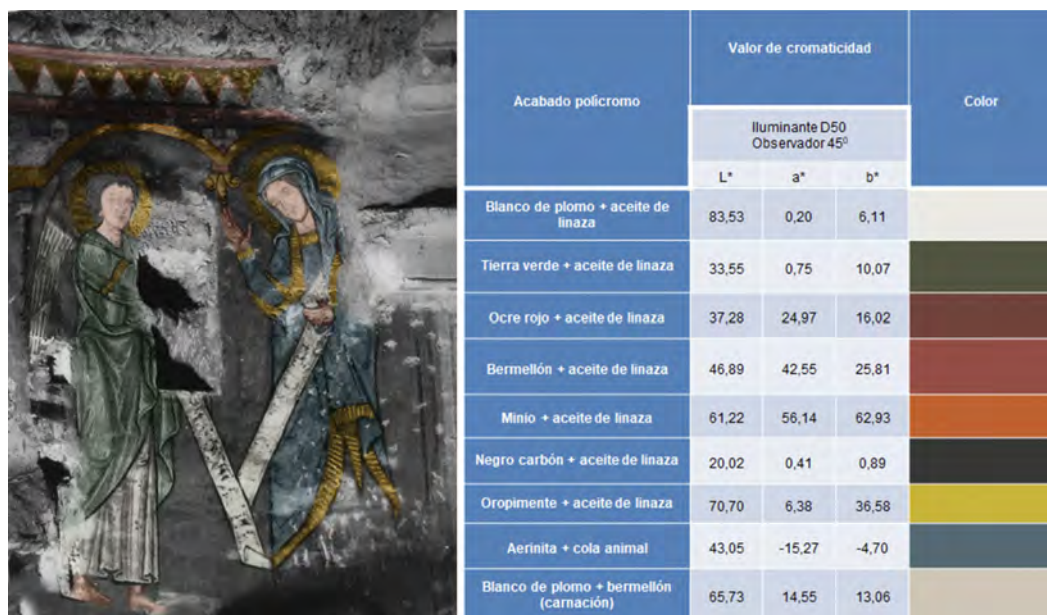 Acabado polícromo
Valor de cromaticidad
Color
Iluminante D50
Observador 45º
L* a* b*
Blanco de plomo + aceite de
linaza 83,53 0,20 6,11
Tierra verde + aceite de linaza 33,55 0,75 10,07
Ocre rojo + aceite de linaza 37,28 24,97 16,02
Bermellón + aceite de linaza 46,89 42,55 25,81
Minio + aceite de linaza 61,22 56,14 62,93
Negro carbón + aceite de linaza 20,02 0,41 0,89
Oropimente + aceite de linaza 70,70 6,38 36,58
Aerinita + cola animal 43,05 -15,27 -4,70
Blanco de plomo + bermellón
(carnación) 65,73 14,55 13,06